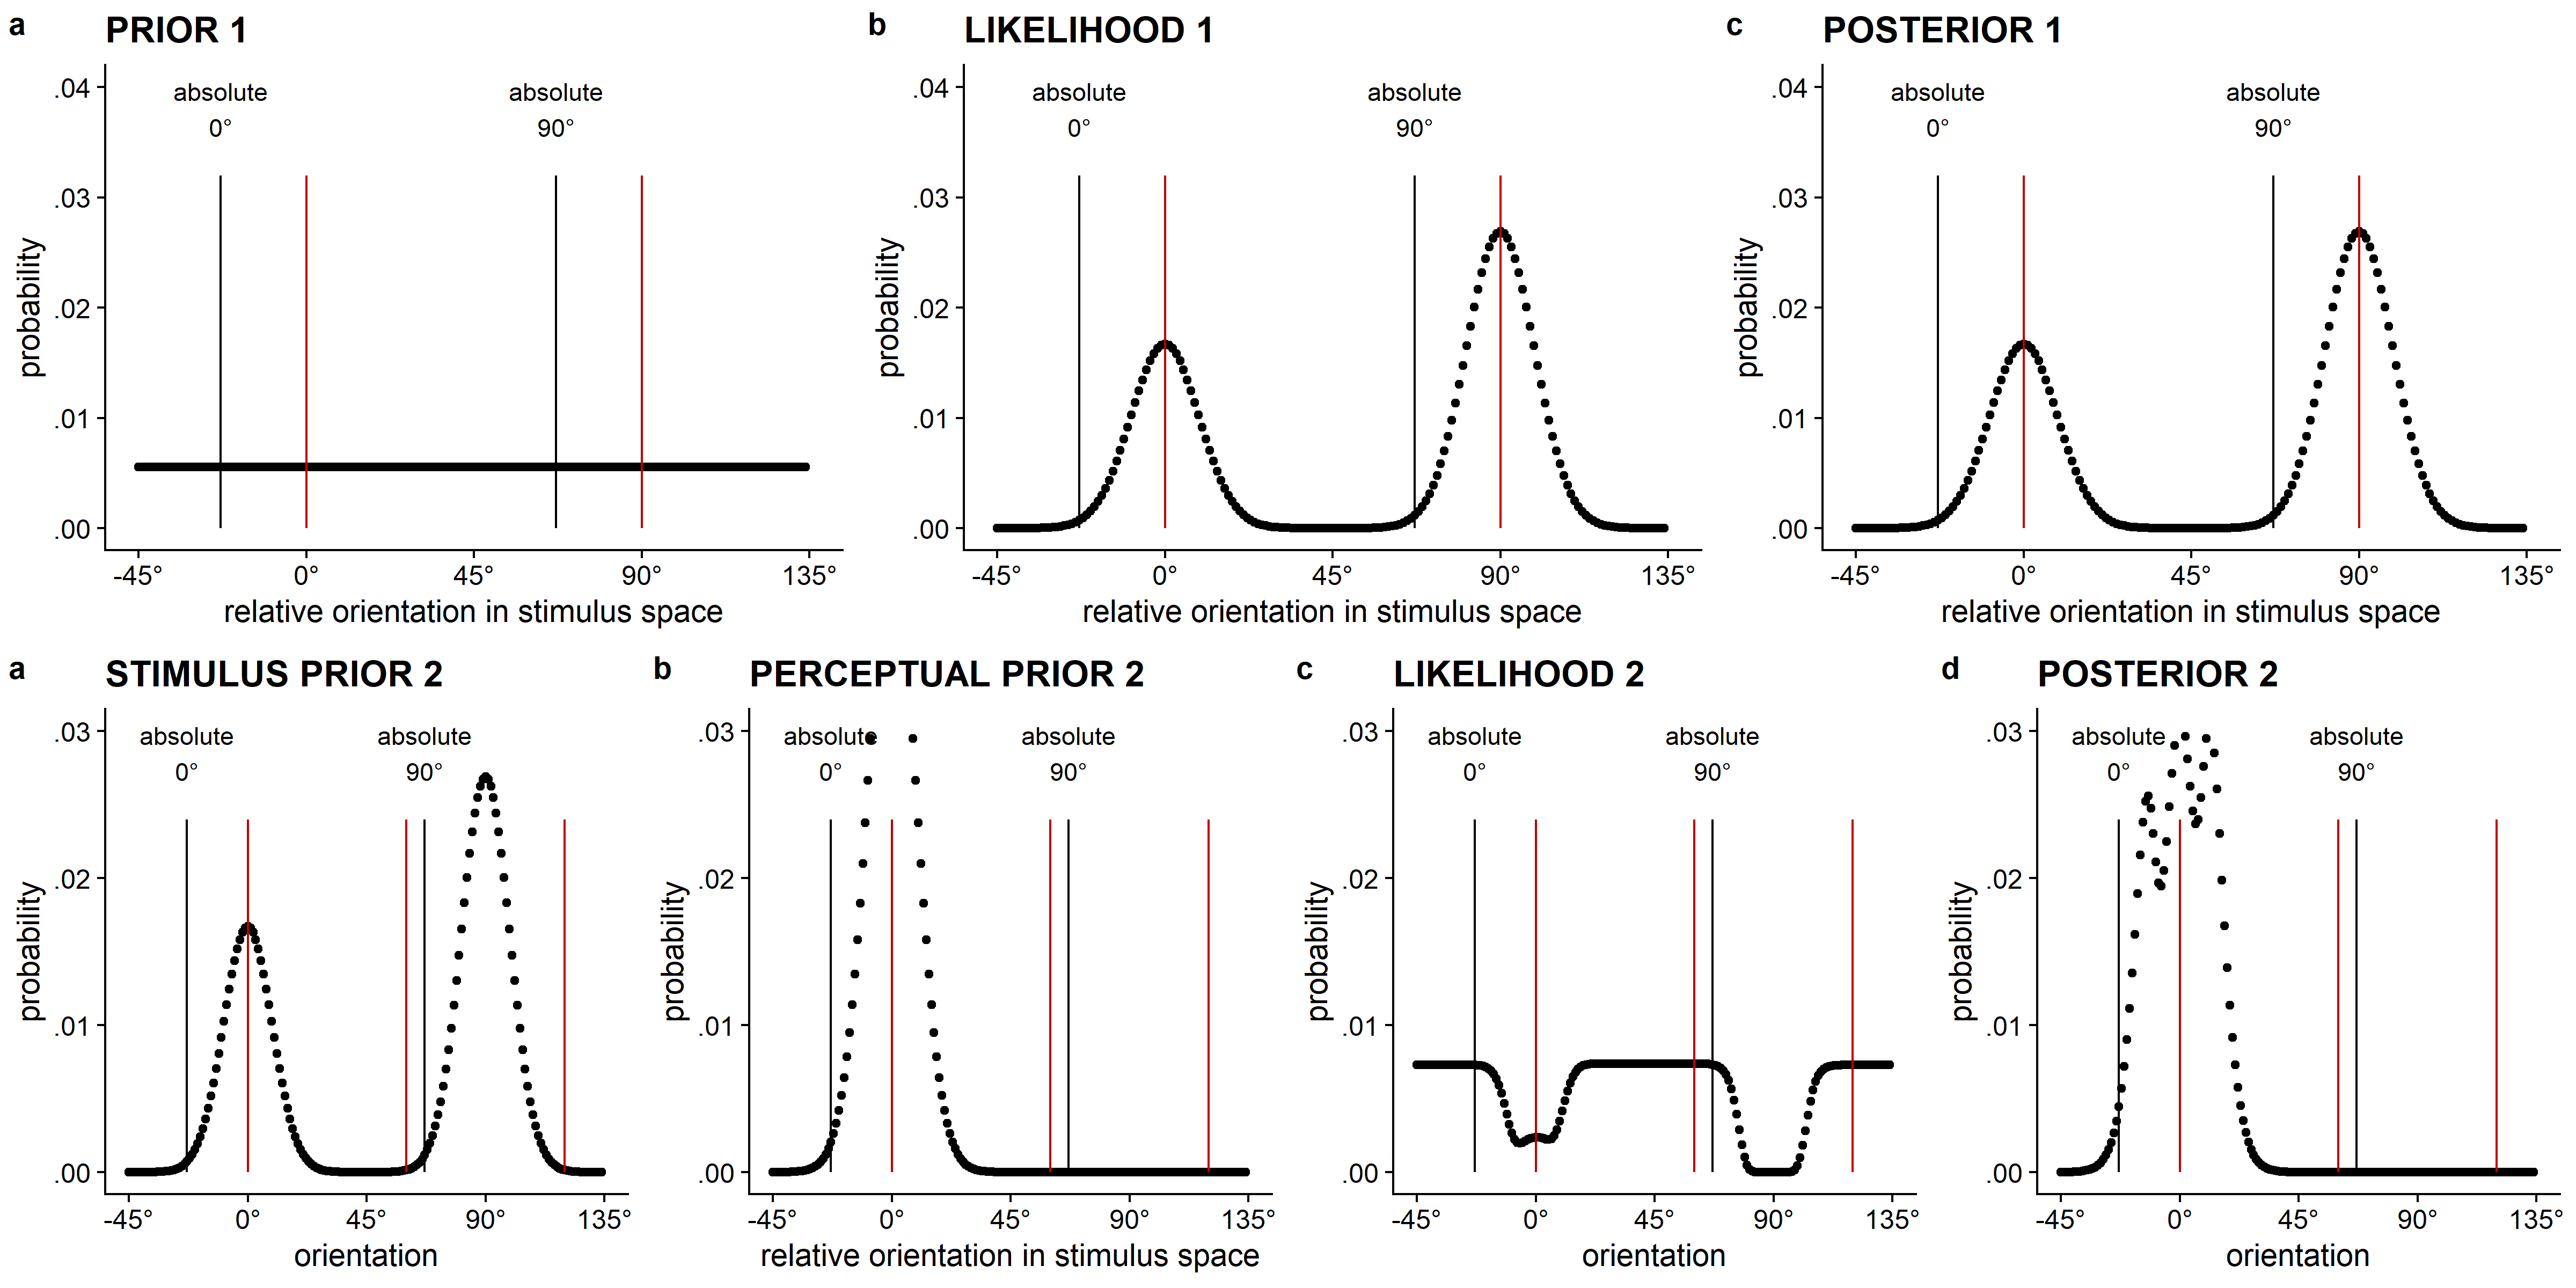 a PRIOR 1
.04
.03
.02
.01
.00
probability
absolute
0°
absolute
90°
-45° 0° 45° 90° 135°
relative orientation in stimulus space
b LIKELIHOOD 1
.04
.03
.02
.01
.00
probability
absolute
0°
absolute
90°
-45° 0° 45° 90° 135°
relative orientation in stimulus space
c POSTERIOR 1
.04
.03
.02
.01
.00
probability
absolute
0°
absolute
90°
-45° 0° 45° 90° 135°
relative orientation in stimulus space
a STIMULUS PRIOR 2
.03
.02
.01
.00
probability
absolute
0°
absolute
90°
-45° 0° 45° 90° 135°
orientation
b PERCEPTUAL PRIOR 2
.03
.02
.01
.00
probability
absolute
0°
absolute
90°
-45° 0° 45° 90° 135°
relative orientation in stimulus space
c LIKELIHOOD 2
.03
.02
.01
.00
probability
absolute
0°
absolute
90°
-45° 0° 45° 90° 135°
orientation
d POSTERIOR 2
.03
.02
.01
.00
probability
absolute
0°
absolute
90°
-45° 0° 45° 90° 135°
orientation